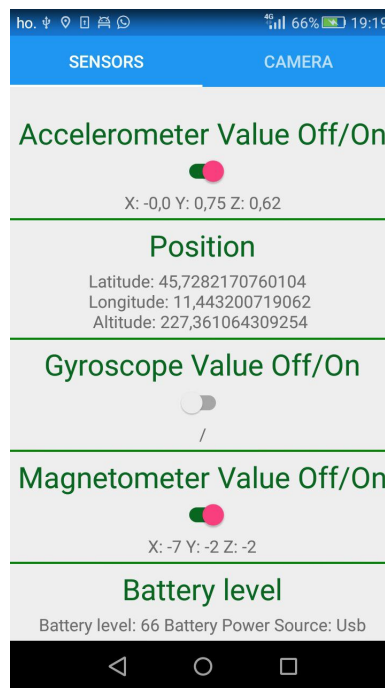 ho. 4G 66% 19:19
SENSORS CAMERA
Accelerometer Value Off/On
X: -0,0 Y: 0,75 Z: 0,62
Position
Latitude: 45,7282170760104
Longitude: 11,443200719062
Altitude: 227,361064309254
Gyroscope Value Off/On
/
Magnetometer Value Off/On
X: -7 Y: -2 Z: -2
Battery level
Battery level: 66 Battery Power Source: Usb